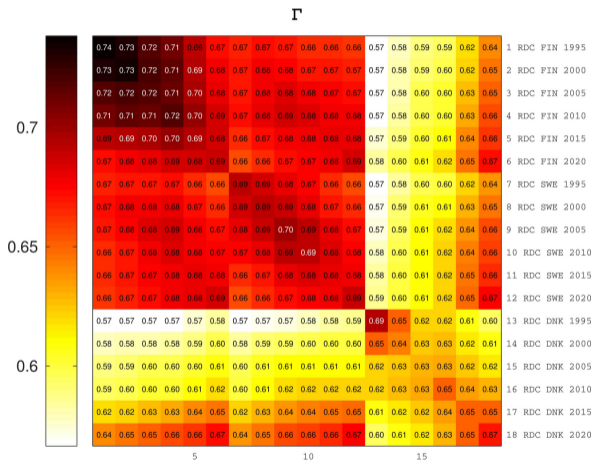 Γ
0.74 0.73 0.72 0.71 0.69 0.67 0.67 0.67 0.67 0.66 0.66 0.66 0.57 0.58 0.59 0.59 0.62 0.64 1 RDC FIN 1995
0.73 0.73 0.72 0.71 0.69 0.68 0.67 0.68 0.68 0.67 0.67 0.67 0.57 0.58 0.59 0.60 0.63 0.65 2 RDC FIN 2000
0.72 0.72 0.72 0.71 0.70 0.68 0.67 0.68 0.68 0.68 0.67 0.67 0.57 0.58 0.60 0.60 0.63 0.65 3 RDC FIN 2005
0.7
0.71 0.71 0.71 0.72 0.70 0.69 0.68 0.68 0.69 0.68 0.68 0.68 0.57 0.59 0.60 0.60 0.63 0.66 4 RDC FIN 2010
0.69 0.69 0.70 0.70 0.69 0.68 0.67 0.67 0.68 0.68 0.68 0.68 0.57 0.59 0.60 0.61 0.64 0.66 5 RDC FIN 2015
0.67 0.68 0.68 0.69 0.68 0.69 0.66 0.66 0.67 0.68 0.68 0.69 0.58 0.60 0.61 0.62 0.65 0.67 6 RDC FIN 2020
0.67 0.67 0.67 0.68 0.67 0.66 0.69 0.69 0.68 0.67 0.66 0.66 0.57 0.58 0.60 0.60 0.62 0.64 7 RDC SWE 1995
0.67 0.68 0.68 0.68 0.67 0.66 0.69 0.69 0.69 0.68 0.67 0.66 0.57 0.58 0.60 0.61 0.63 0.65 8 RDC SWE 2000
0.67 0.68 0.68 0.69 0.68 0.67 0.68 0.69 0.70 0.69 0.68 0.67 0.57 0.59 0.61 0.61 0.63 0.65 9 RDC SWE 2005
0.65
0.66 0.67 0.68 0.68 0.68 0.68 0.67 0.68 0.69 0.69 0.68 0.68 0.58 0.59 0.61 0.62 0.64 0.66 10 RDC SWE 2010
0.66 0.67 0.67 0.68 0.68 0.68 0.66 0.67 0.68 0.68 0.68 0.68 0.58 0.60 0.61 0.62 0.64 0.66 11 RDC SWE 2015
0.66 0.67 0.67 0.68 0.68 0.69 0.66 0.66 0.67 0.68 0.68 0.69 0.59 0.60 0.61 0.62 0.65 0.67 12 RDC SWE 2020
0.57 0.57 0.57 0.57 0.57 0.58 0.57 0.57 0.57 0.58 0.58 0.59 0.69 0.65 0.62 0.62 0.61 0.60 13 RDC DNK 1995
0.58 0.58 0.58 0.59 0.59 0.60 0.58 0.58 0.59 0.59 0.60 0.60 0.65 0.64 0.63 0.63 0.62 0.61 14 RDC DNK 2000
0.6
0.59 0.59 0.60 0.60 0.60 0.61 0.60 0.60 0.61 0.61 0.61 0.61 0.62 0.63 0.63 0.63 0.62 0.62 15 RDC DNK 2005
0.59 0.60 0.60 0.60 0.61 0.62 0.60 0.61 0.61 0.62 0.62 0.62 0.62 0.63 0.63 0.65 0.64 0.63 16 RDC DNK 2010
0.62 0.63 0.63 0.63 0.64 0.65 0.62 0.63 0.63 0.64 0.64 0.65 0.61 0.62 0.62 0.64 0.65 0.65 17 RDC DNK 2015
0.64 0.65 0.65 0.66 0.66 0.67 0.64 0.65 0.65 0.66 0.66 0.67 0.60 0.61 0.62 0.63 0.65 0.67 18 RDC DNK 2020
5 10 15